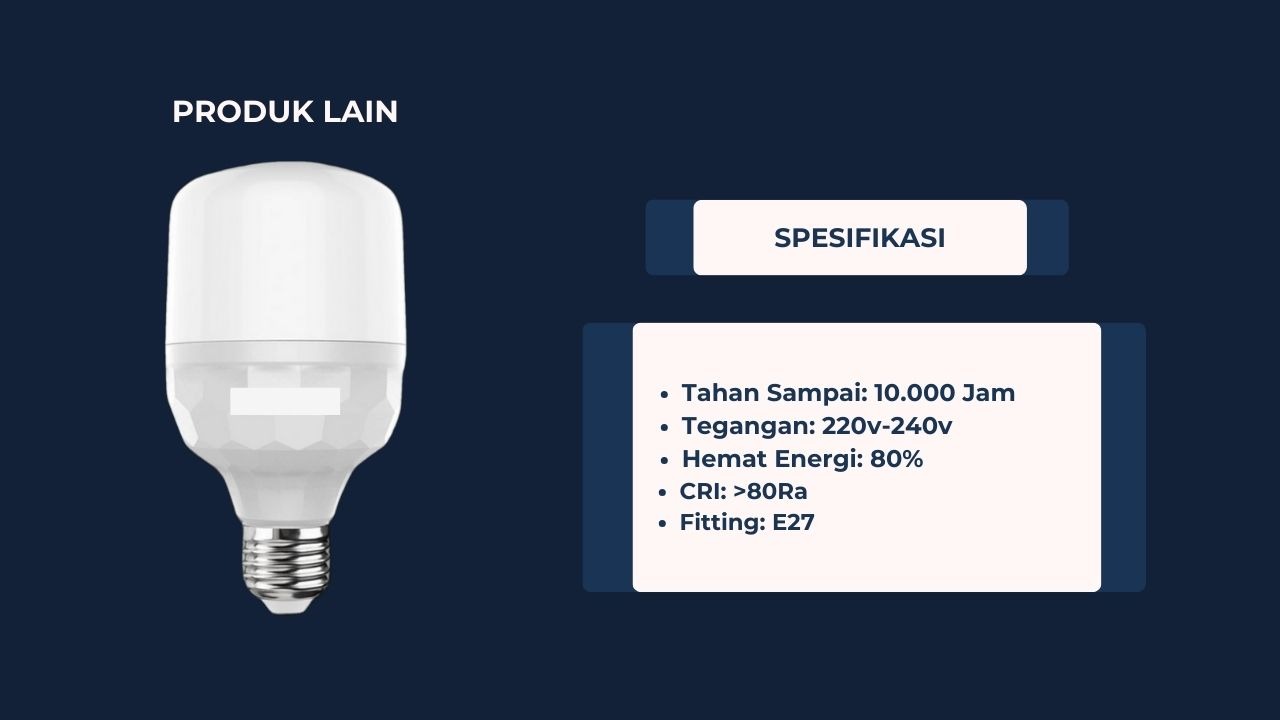 PRODUK LAIN
SPESIFIKASI
• Tahan Sampai: 10.000 Jam
• Tegangan: 220v-240v
• Hemat Energi: 80%
• CRI: >80Ra
• Fitting: E27